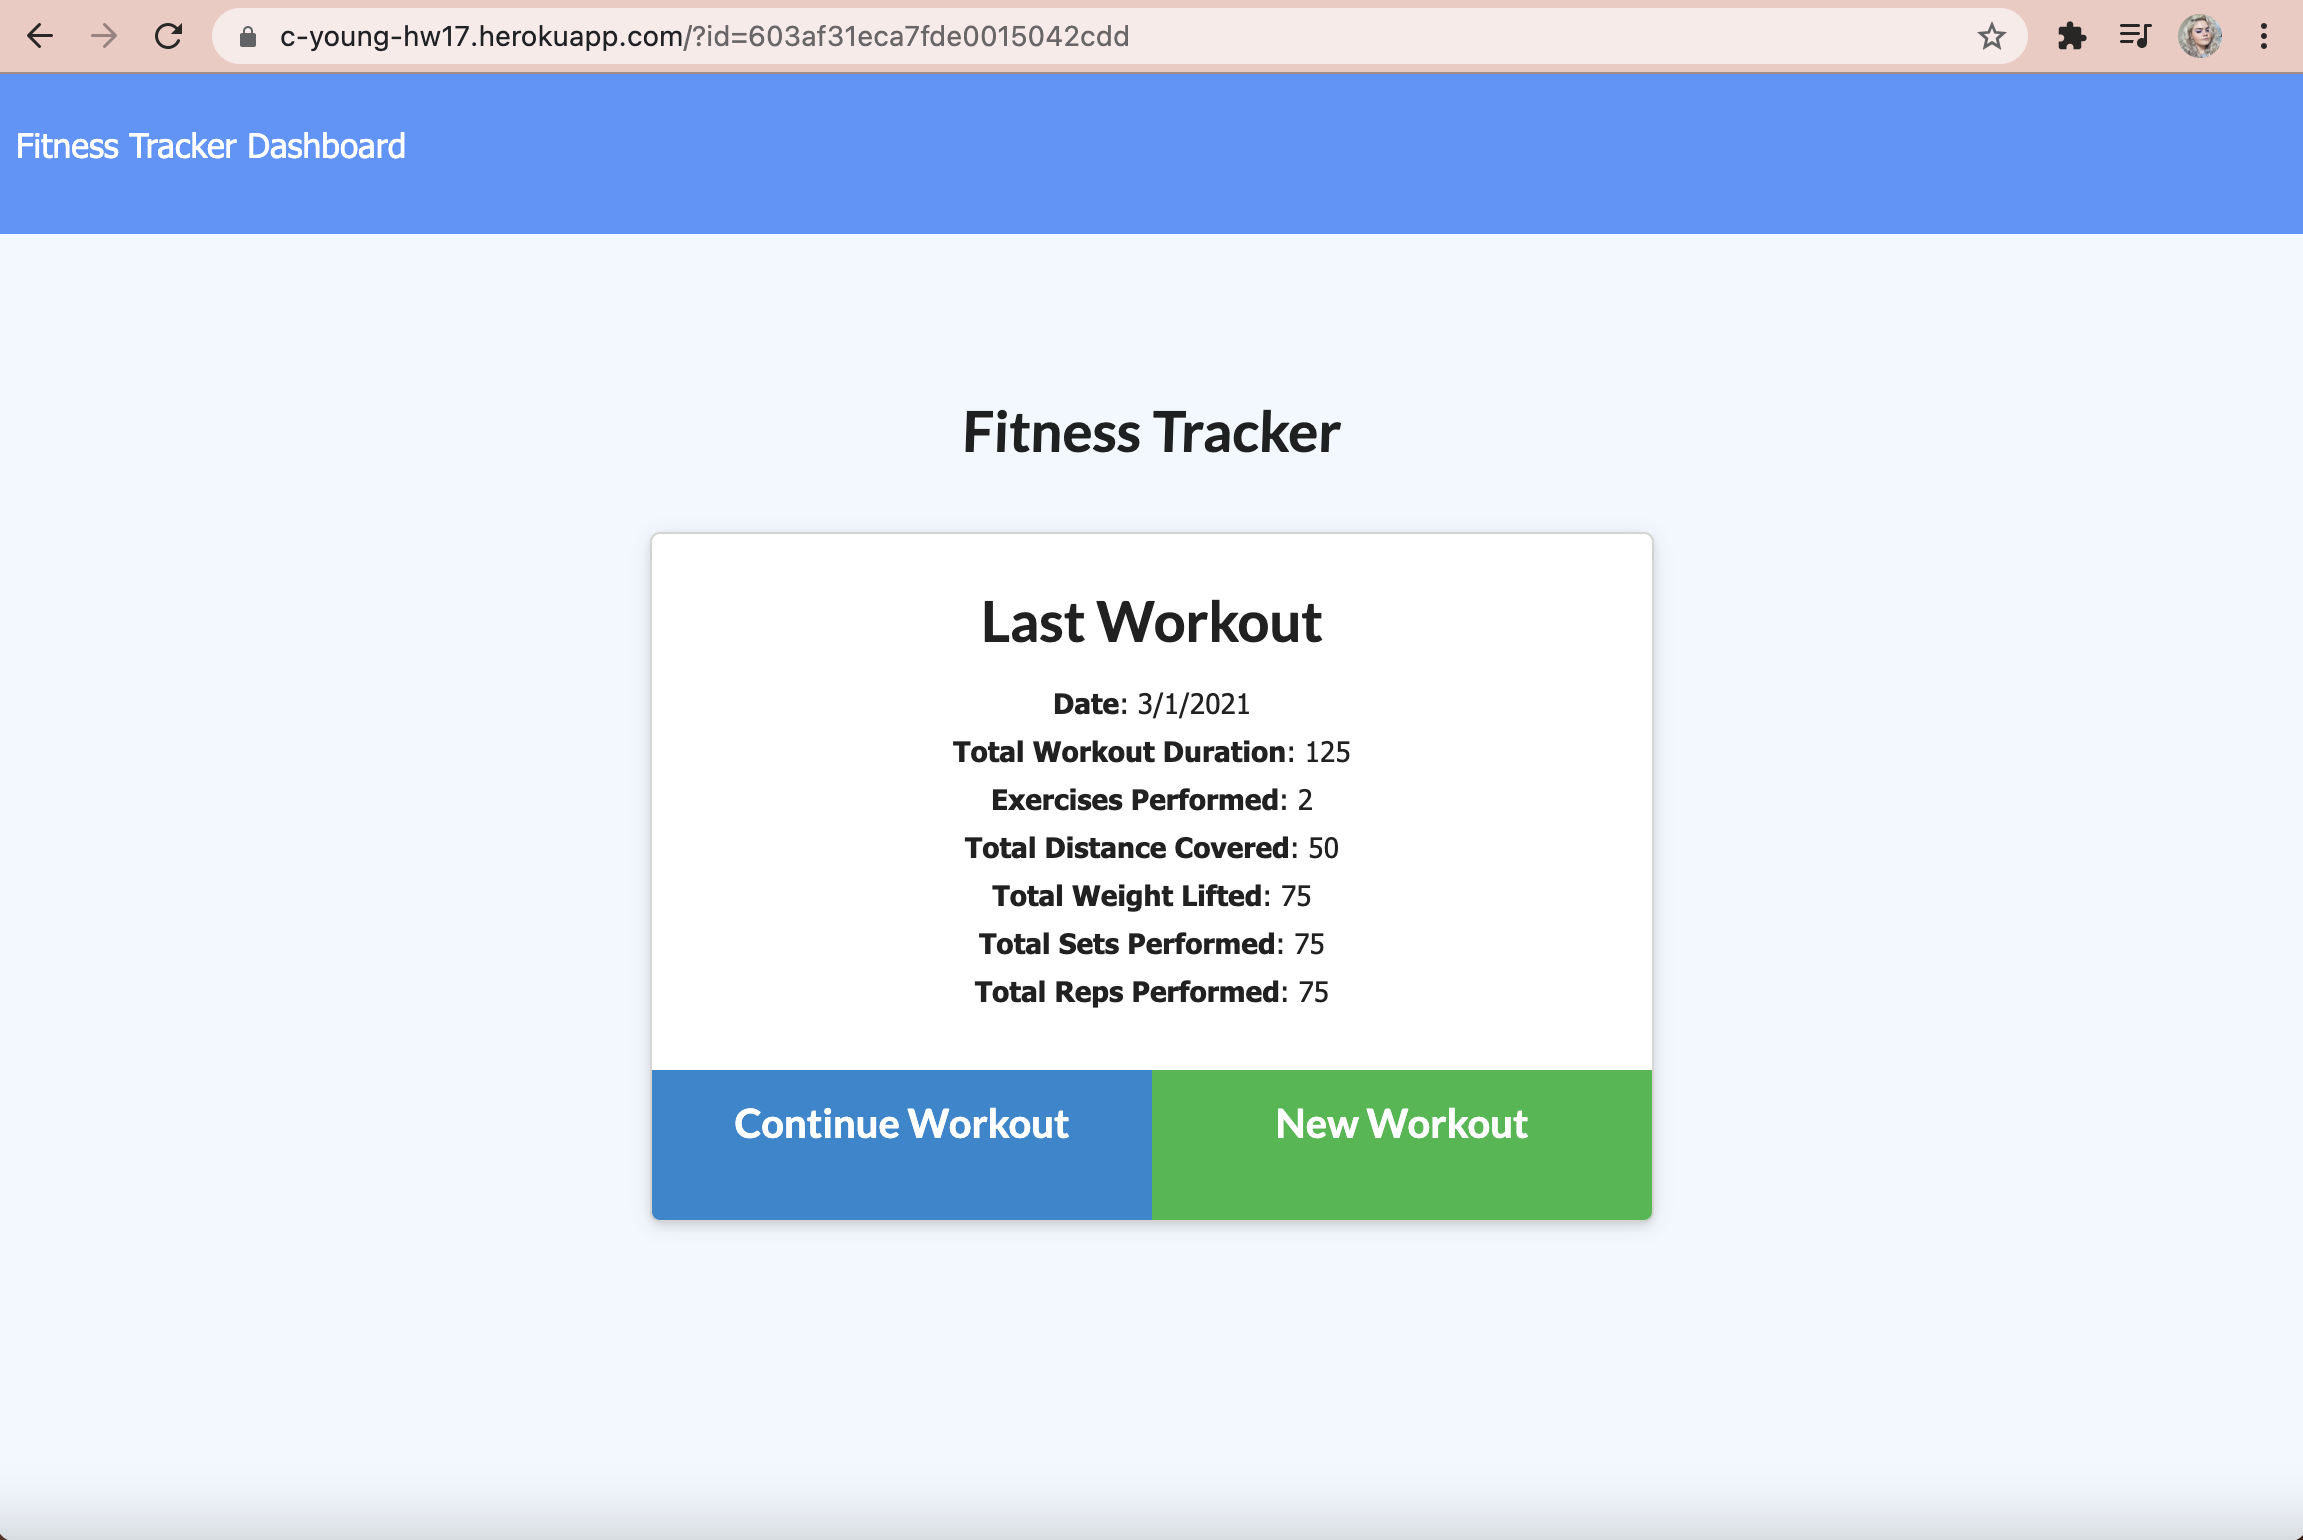 c-young-hw17.herokuapp.com/?id=603af31eca7fde0015042cdd
Fitness Tracker Dashboard
Fitness Tracker
Last Workout
Date: 3/1/2021
Total Workout Duration: 125
Exercises Performed: 2
Total Distance Covered: 50
Total Weight Lifted: 75
Total Sets Performed: 75
Total Reps Performed: 75
Continue Workout
New Workout